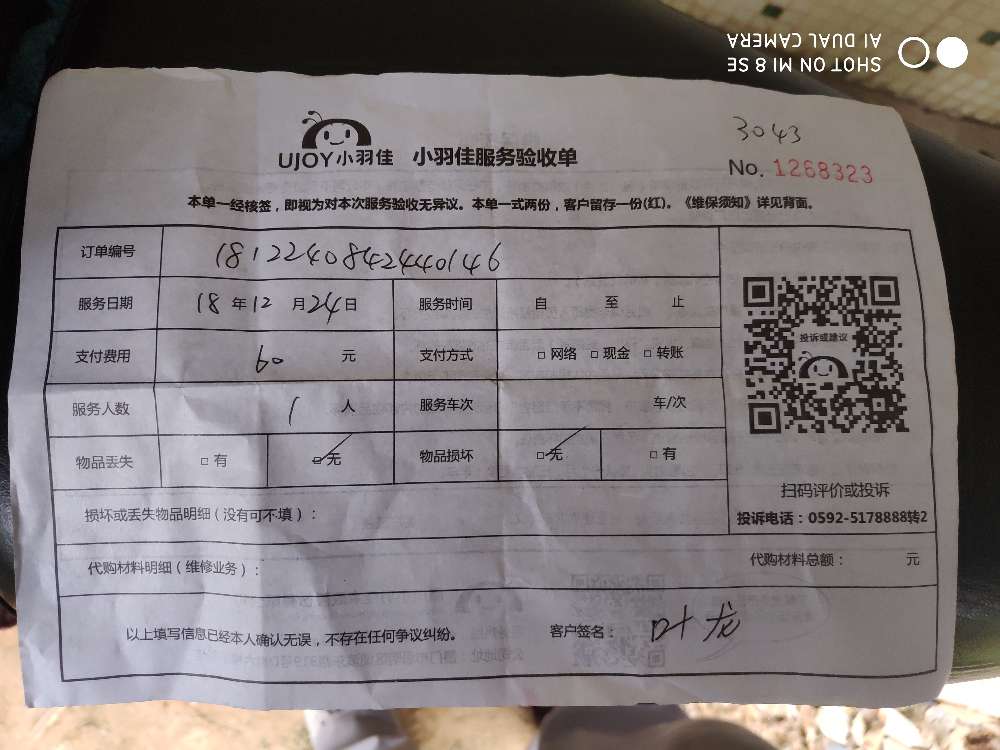 SHOT ON MI 8 SE
AI DUAL CAMERA
3043
UJOY小羽佳 小羽佳服务验收单
No. 1268323
本单一经核签，即视为对本次服务验收无异议。本单一式两份，客户留存一份(红)。《维保须知》详见背面。
订单编号 18122408424440146
服务日期 18 年 12 月 24 日 服务时间 自 至 止
支付费用 60 元 支付方式 □ 网络 □ 现金 □ 转账
投诉或建议
服务人数 1 人 服务车次 车/次
物品丢失 □ 有 □ 无 物品损坏 □ 无 □ 有
扫码评价或投诉
损坏或丢失物品明细（没有可不填）：
投诉电话：0592-5178888转2
代购材料明细（维修业务）： 代购材料总额： 元
以上填写信息已经本人确认无误，不存在任何争议纠纷。 客户签名： 叶龙